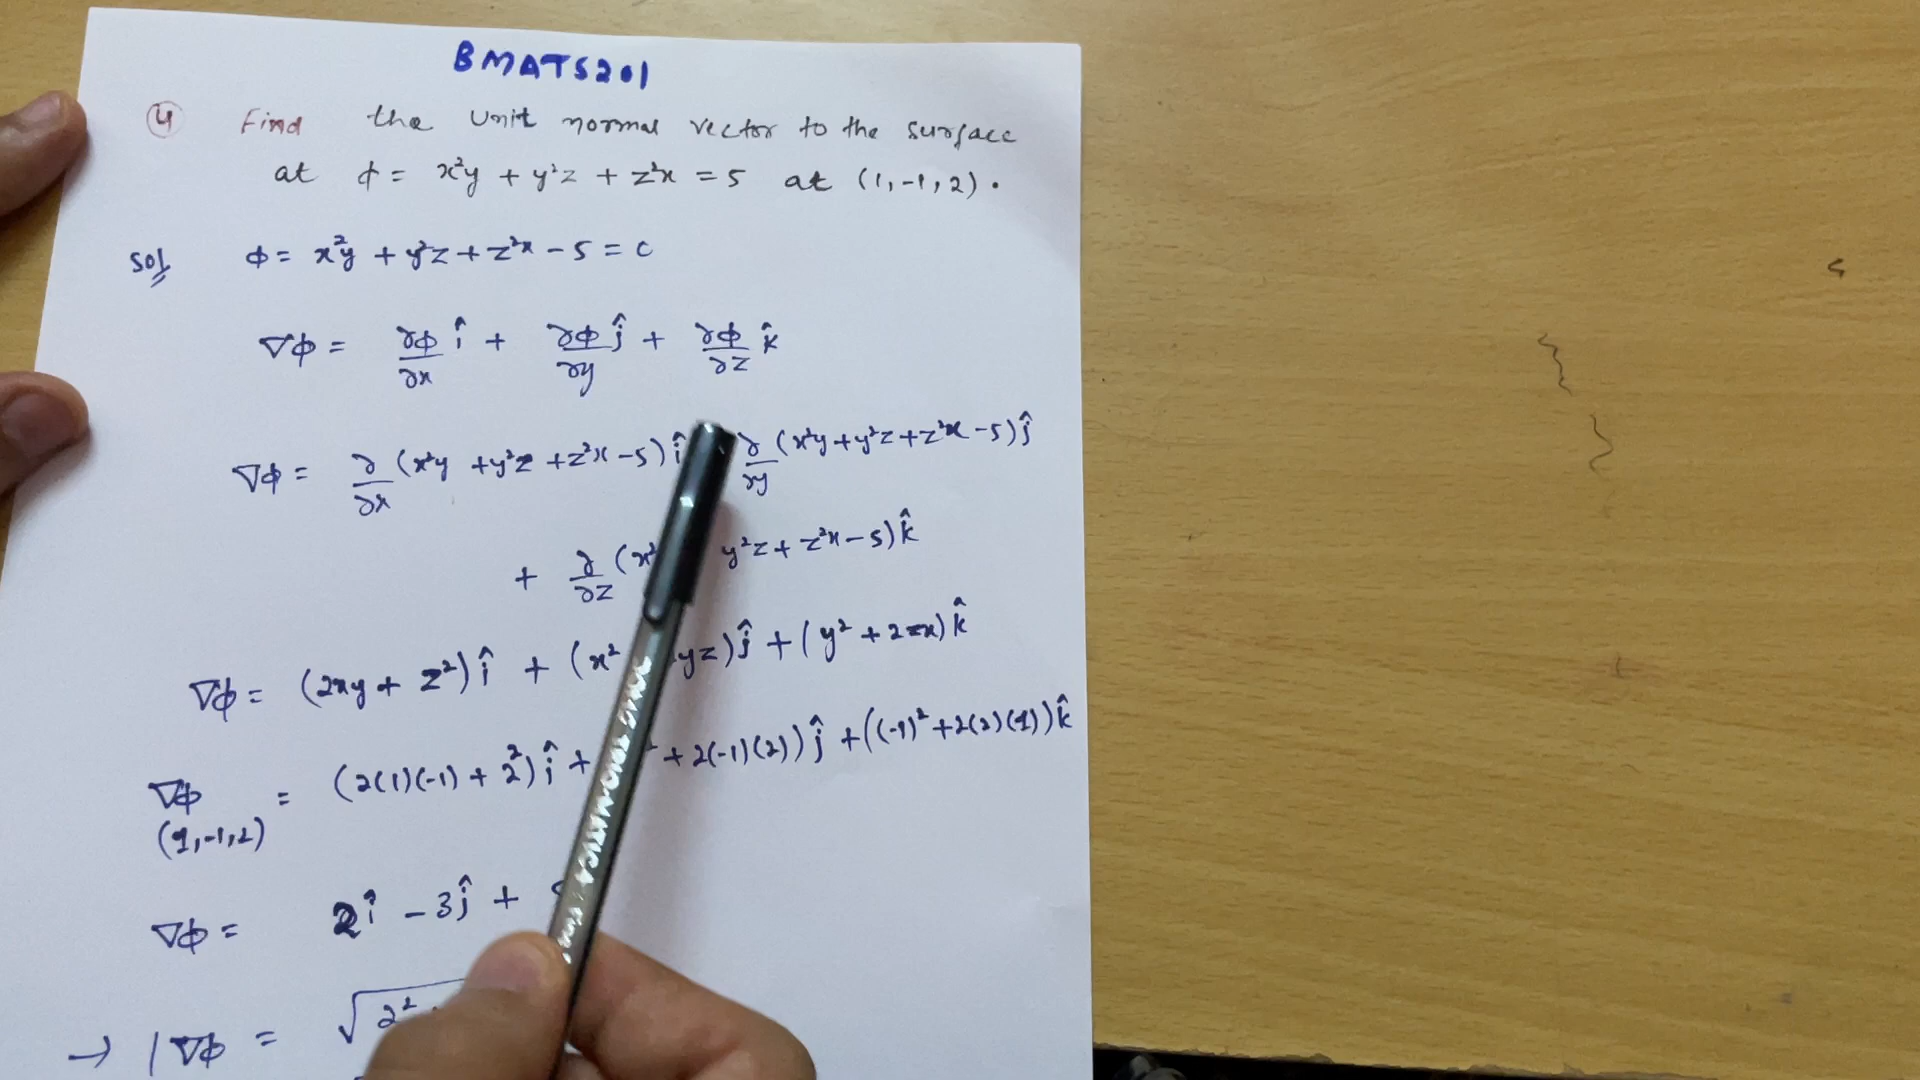 BMATS201
4 Find the unit normal vector to the surface
at ϕ = x²y + y²z + z²x = 5 at (1,-1,2).
Sol ϕ = x²y + y²z + z²x - 5 = C
∇ϕ = ∂ϕ/∂x î + ∂ϕ/∂y ĵ + ∂ϕ/∂z k̂
∇ϕ = ∂/∂x (x²y + y²z + z²x - 5) î ∂/∂y (x²y + y²z + z²x - 5) ĵ
+ ∂/∂z (x² y²z + z²x - 5) k̂
∇ϕ = (2xy + z²) î + (x² yz) ĵ + (y² + 2zx) k̂
∇ϕ (1,-1,2) = (2(1)(-1) + 2²) î + ² + 2(-1)(2)) ĵ + ((-1)² + 2(2)(1)) k̂
∇ϕ = 2î - 3ĵ +
→ |∇ϕ = √2²